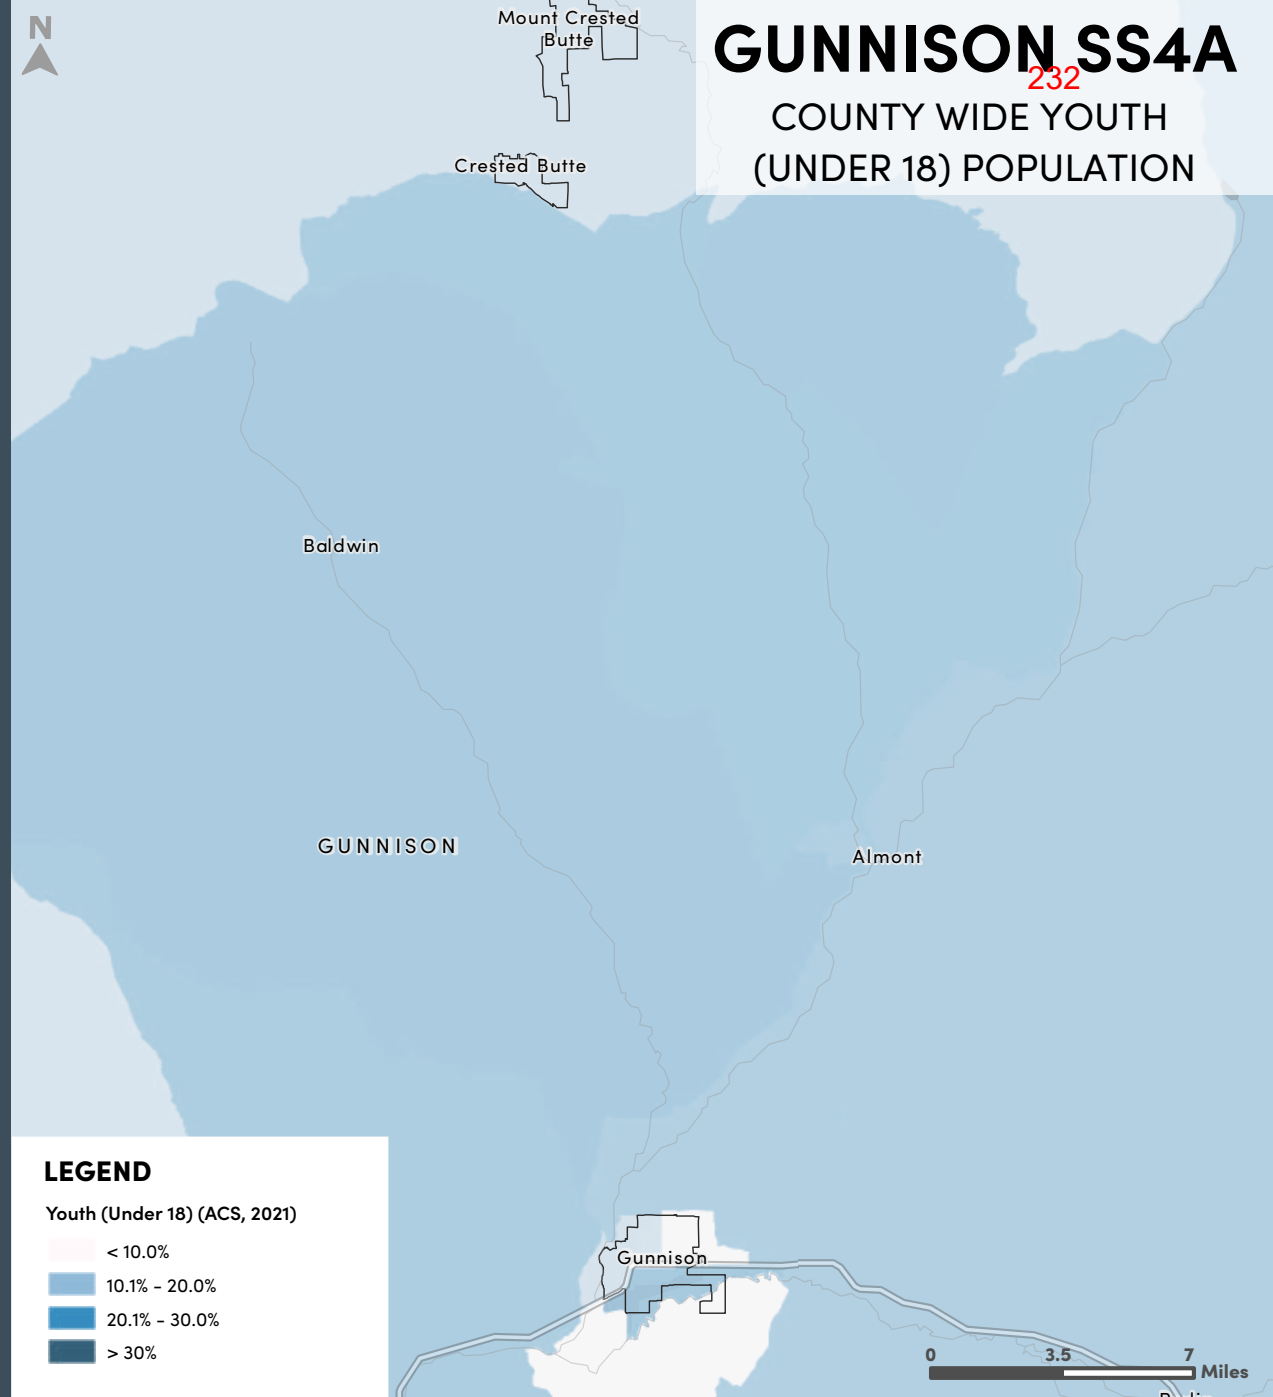 N
Mount Crested
Butte
GUNNISON SS4A
232
COUNTY WIDE YOUTH
(UNDER 18) POPULATION
Crested Butte
Baldwin
GUNNISON
Almont
LEGEND
Youth (Under 18) (ACS, 2021)
< 10.0%
10.1% - 20.0%
20.1% - 30.0%
> 30%
Gunnison
0 3.5 7
Miles